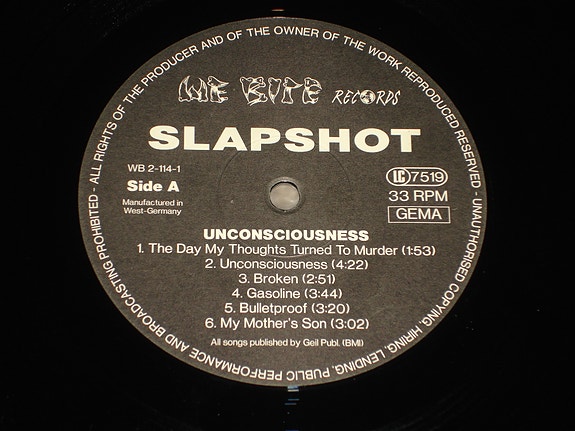 - ALL RIGHTS OF THE PRODUCER AND OF THE OWNER OF THE WORK REPRODUCED RESERVED - UNAUTHORISED COPYING, HIRING, LENDING, PUBLIC PERFORMANCE AND BROADCASTING PROHIBITED
WE BITE RECORDS
SLAPSHOT
WB 2-114-1
Side A
Manufactured in
West-Germany
LC 7519
33 RPM
GEMA
UNCONSCIOUSNESS
1. The Day My Thoughts Turned To Murder (1:53)
2. Unconsciousness (4:22)
3. Broken (2:51)
4. Gasoline (3:44)
5. Bulletproof (3:20)
6. My Mother's Son (3:02)
All songs published by Geil Publ. (BMI)